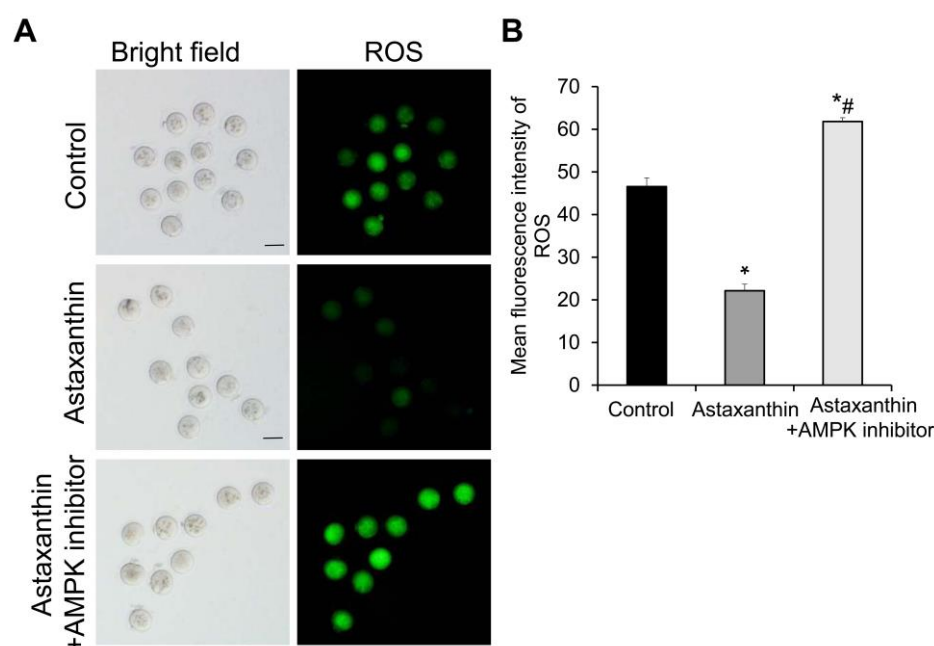 A
Bright field
ROS
Control
Astaxanthin
Astaxanthin
+AMPK inhibitor
B
Mean fluorescence intensity of
ROS
70
60
50
40
30
20
10
0
*
*#
Control
Astaxanthin
Astaxanthin
+AMPK inhibitor